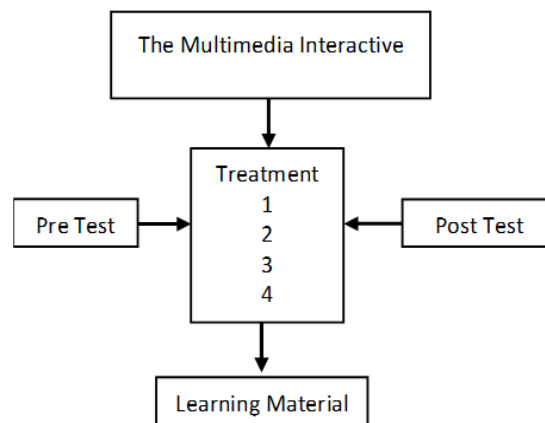 The Multimedia Interactive
Treatment
1
2
3
4
Pre Test
Post Test
Learning Material